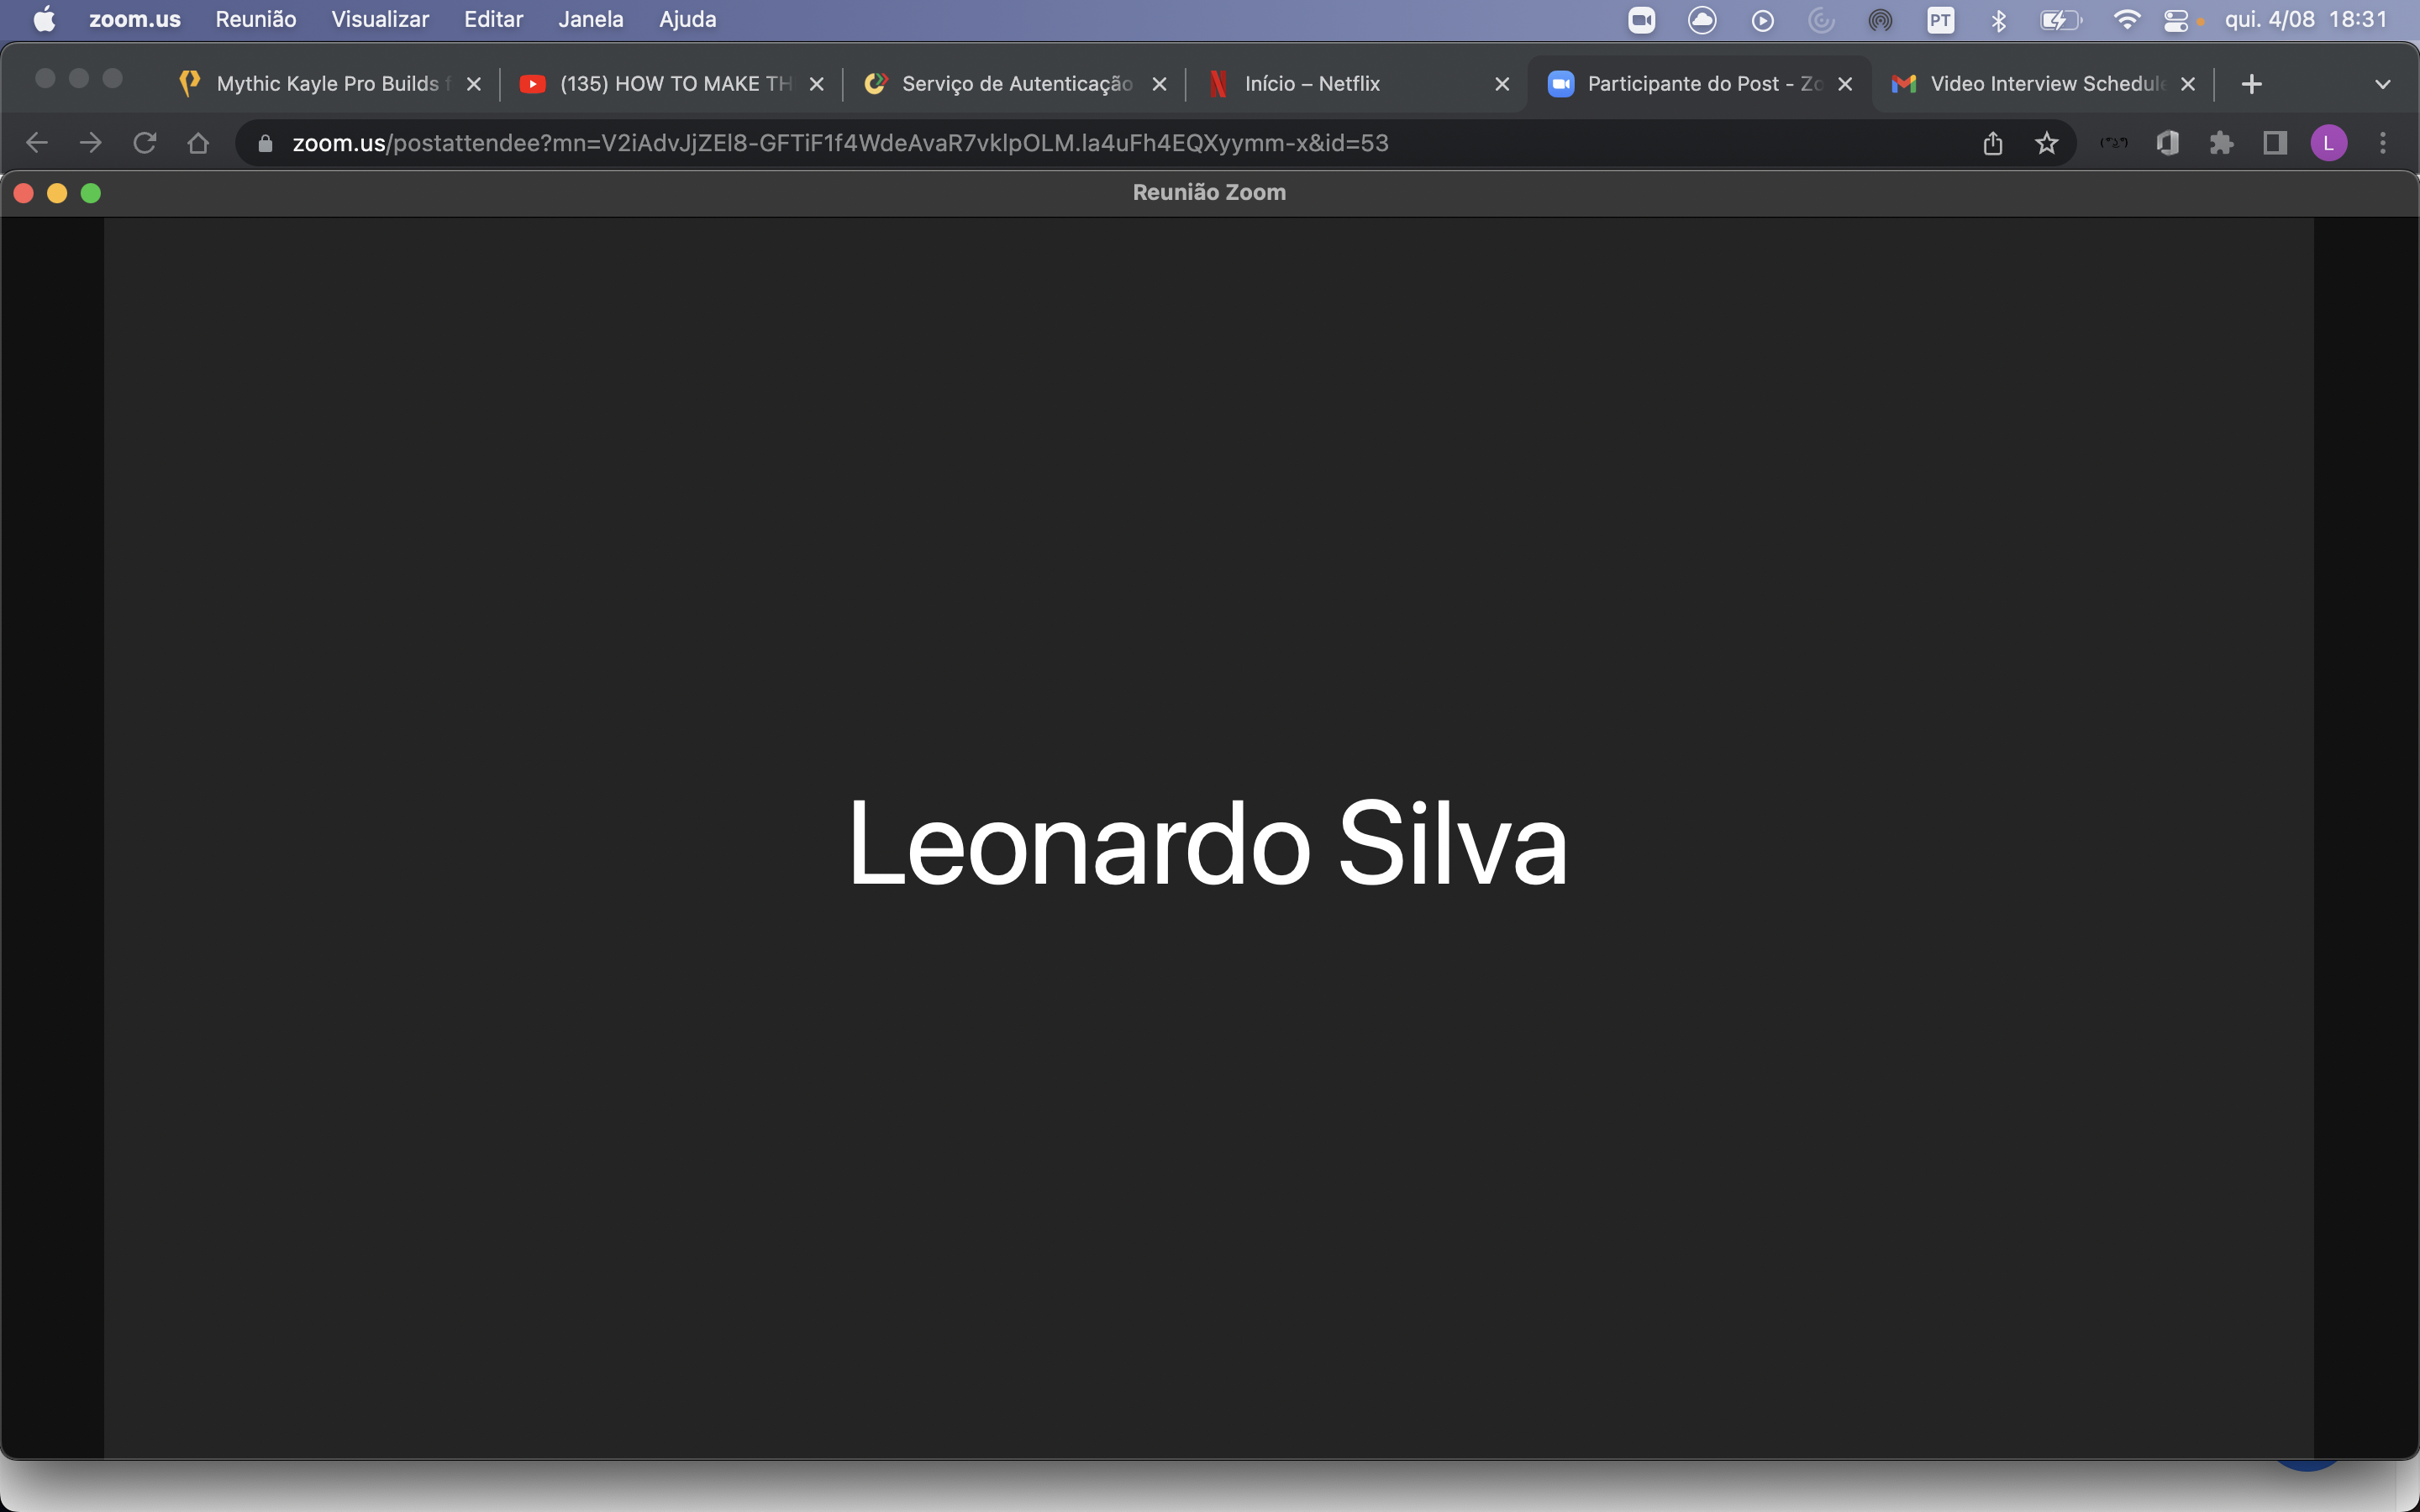 zoom.us Reunião Visualizar Editar Janela Ajuda PT qui. 4/08 18:31
Mythic Kayle Pro Builds f (135) HOW TO MAKE TH Serviço de Autenticação Início – Netflix Participante do Post - Zo Video Interview Schedule
zoom.us/postattendee?mn=V2iAdvJjZEl8-GFTiF1f4WdeAvaR7vklpOLM.la4uFh4EQXyymm-x&id=53 L
Reunião Zoom
Leonardo Silva